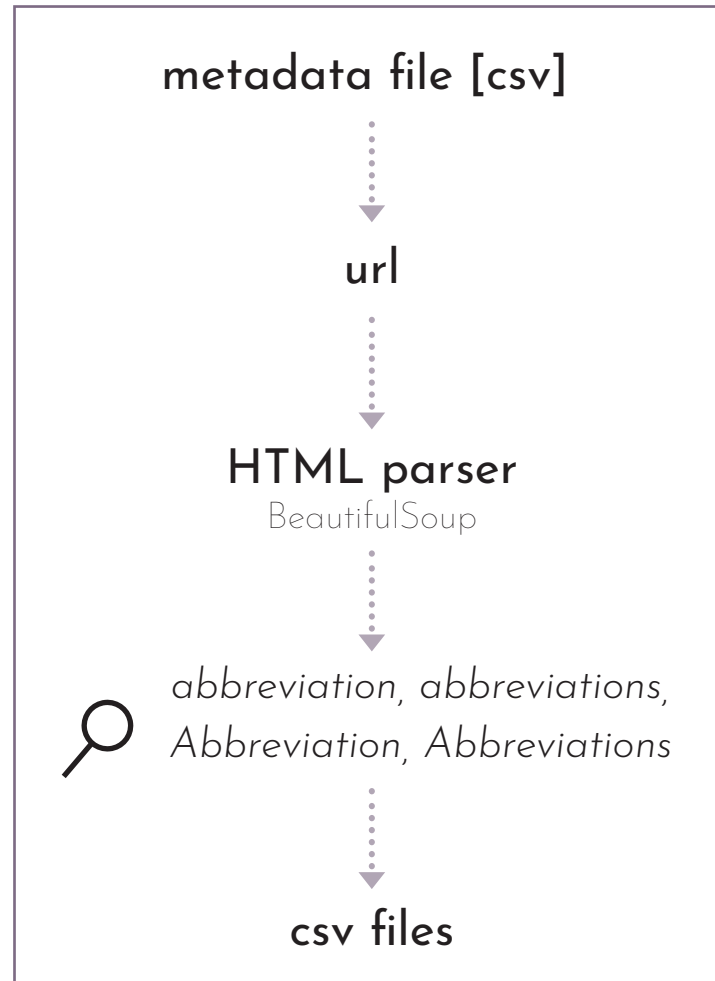 metadata file [csv]
url
HTML parser
BeautifulSoup
abbreviation, abbreviations,
Abbreviation, Abbreviations
csv files